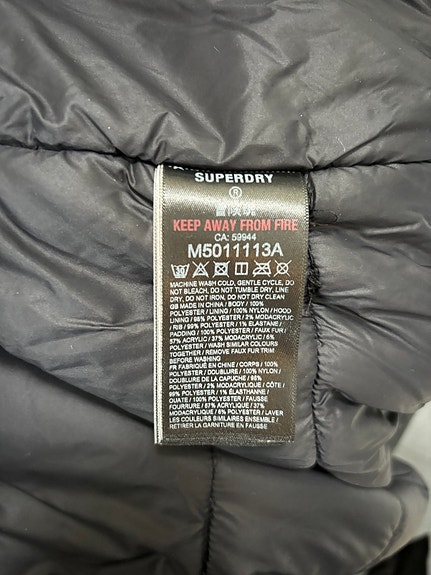 SUPERDRY
®
KEEP AWAY FROM FIRE
CA: 59944
M5011113A
MACHINE WASH COLD, GENTLE CYCLE, DO
NOT BLEACH, DO NOT TUMBLE DRY, LINE
DRY, DO NOT IRON, DO NOT DRY CLEAN
GB MADE IN CHINA / BODY / 100%
POLYESTER / LINING / 100% NYLON / HOOD
LINING / 98% POLYESTER / 2% MODACRYLIC
/ RIB / 99% POLYESTER / 1% ELASTANE /
PADDING / 100% POLYESTER / FAUX FUR /
57% ACRYLIC / 37% MODACRYLIC / 6%
POLYESTER / WASH SIMILAR COLOURS
TOGETHER / REMOVE FAUX FUR TRIM
BEFORE WASHING
FR FABRIQUÉ EN CHINE / CORPS / 100%
POLYESTER / DOUBLURE / 100% NYLON /
DOUBLURE DE LA CAPUCHE / 98%
POLYESTER / 2% MODACRYLIQUE / CÔTE /
99% POLYESTER / 1% ÉLASTHANNE /
OUATE / 100% POLYESTER / FAUSSE
FOURRURE / 57% ACRYLIQUE / 37%
MODACRYLIQUE / 6% POLYESTER / LAVER
LES COULEURS SIMILAIRES ENSEMBLE /
RETIRER LA GARNITURE EN FAUSSE